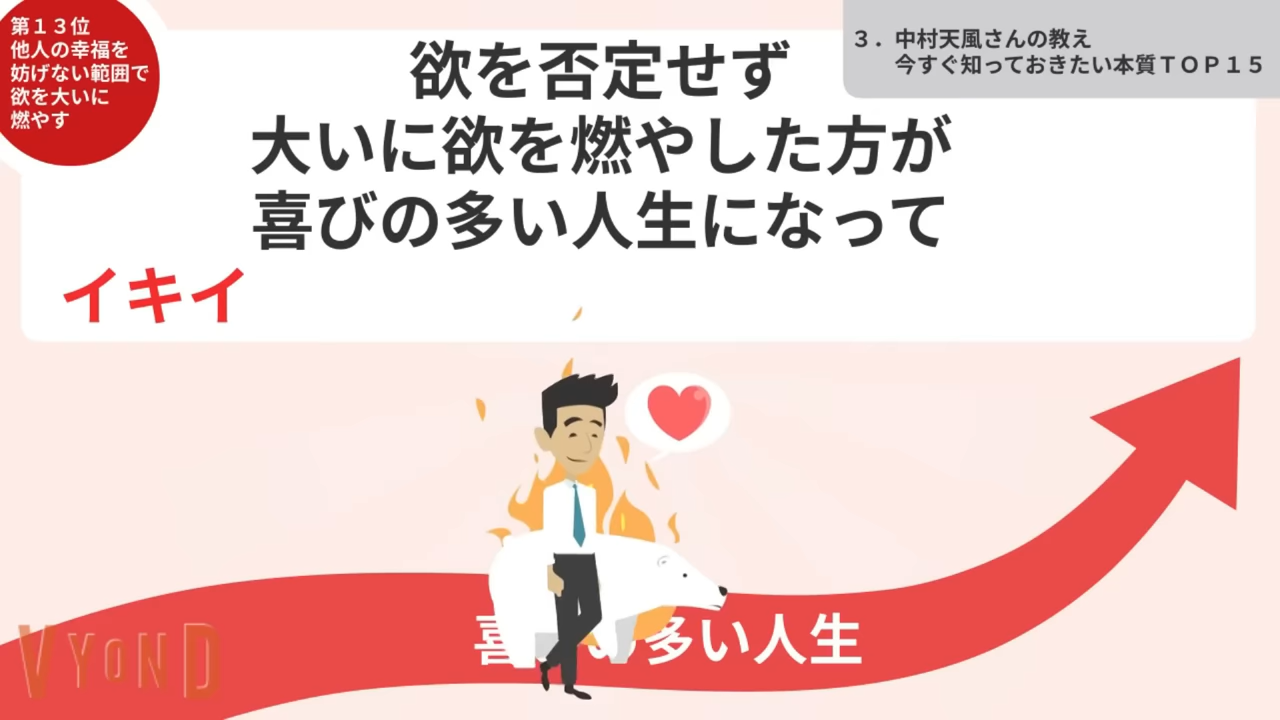 第１３位
他人の幸福を
妨げない範囲で
欲を大いに
燃やす
３．中村天風さんの教え
今すぐ知っておきたい本質ＴＯＰ１５
欲を否定せず
大いに欲を燃やした方が
喜びの多い人生になって
イキイ
喜 の多い人生
VYOND